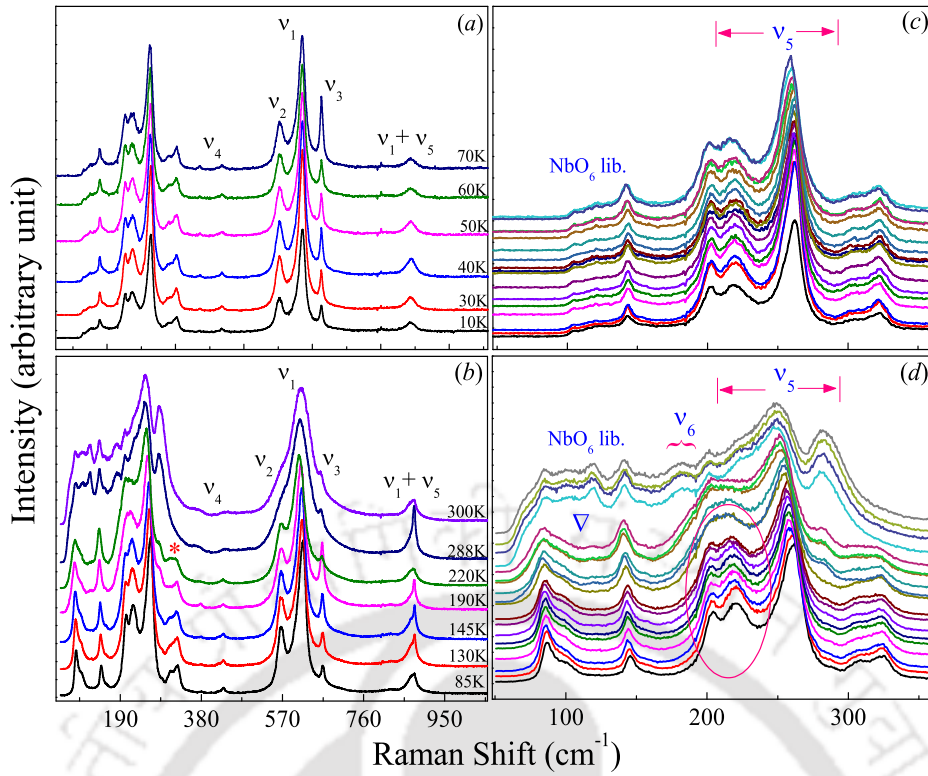 Intensity (arbitrary unit)
(a)
ν1
ν2
ν3
ν4
ν1 + ν5
70K
60K
50K
40K
30K
10K
(c)
ν5
NbO6 lib.
(b)
ν1
ν2
ν3
ν4
ν1 + ν5
300K
288K
*
220K
190K
145K
130K
85K
(d)
ν5
ν6
NbO6 lib.
∇
190 380 570 760 950
100 200 300
Raman Shift (cm-1)